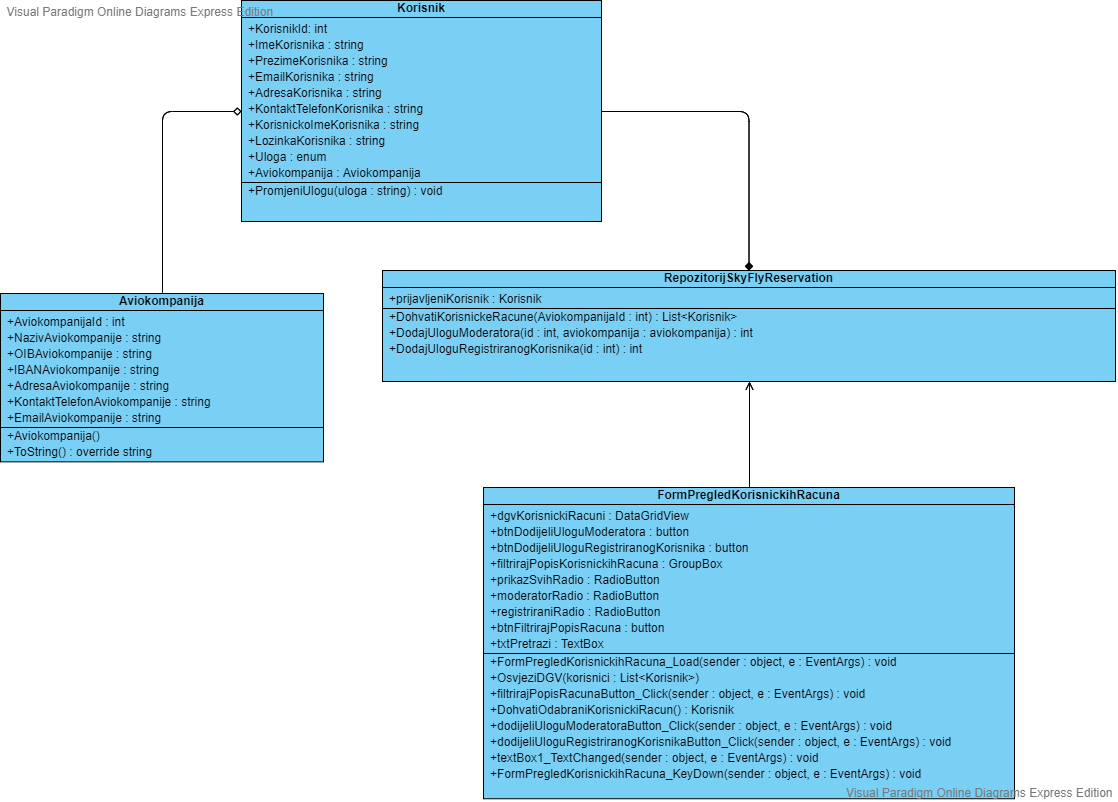 Visual Paradigm Online Diagrams Express Edition
Korisnik
+KorisnikId: int
+ImeKorisnika : string
+PrezimeKorisnika : string
+EmailKorisnika : string
+AdresaKorisnika : string
+KontaktTelefonKorisnika : string
+KorisnickoImeKorisnika : string
+LozinkaKorisnika : string
+Uloga : enum
+Aviokompanija : Aviokompanija
+PromjeniUlogu(uloga : string) : void
Aviokompanija
+AviokompanijaId : int
+NazivAviokompanije : string
+OIBAviokompanije : string
+IBANAviokompanije : string
+AdresaAviokompanije : string
+KontaktTelefonAviokompanije : string
+EmailAviokompanije : string
+Aviokompanija()
+ToString() : override string
RepozitorijSkyFlyReservation
+prijavljeniKorisnik : Korisnik
+DohvatiKorisnickeRacune(AviokompanijaId : int) : List<Korisnik>
+DodajUloguModeratora(id : int, aviokompanija : aviokompanija) : int
+DodajUloguRegistriranogKorisnika(id : int) : int
FormPregledKorisnickihRacuna
+dgvKorisnickiRacuni : DataGridView
+btnDodijeliUloguModeratora : button
+btnDodijeliUloguRegistriranogKorisnika : button
+filtrirajPopisKorisnickihRacuna : GroupBox
+prikazSvihRadio : RadioButton
+moderatorRadio : RadioButton
+registriraniRadio : RadioButton
+btnFiltrirajPopisRacuna : button
+txtPretrazi : TextBox
+FormPregledKorisnickihRacuna_Load(sender : object, e : EventArgs) : void
+OsvjeziDGV(korisnici : List<Korisnik>)
+filtrirajPopisRacunaButton_Click(sender : object, e : EventArgs) : void
+DohvatiOdabraniKorisnickiRacun() : Korisnik
+dodijeliUloguModeratoraButton_Click(sender : object, e : EventArgs) : void
+dodijeliUloguRegistriranogKorisnikaButton_Click(sender : object, e : EventArgs) : void
+textBox1_TextChanged(sender : object, e : EventArgs) : void
+FormPregledKorisnickihRacuna_KeyDown(sender : object, e : EventArgs) : void
Visual Paradigm Online Diagrams Express Edition